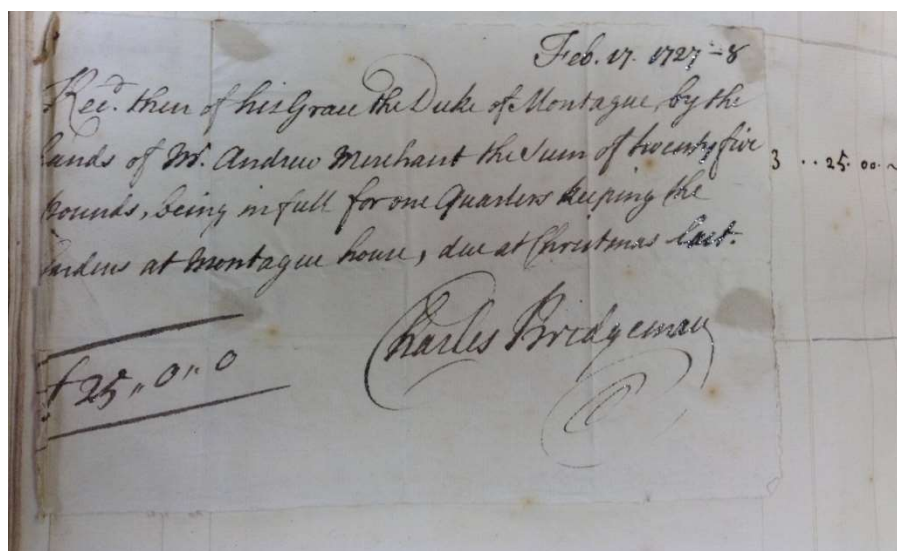 Feb. 17. 1727-8
Rec.d then of his Grace the Duke of Montague, by the
hands of Mr. Andrew Merchant the Sum of twenty five
pounds, being in full for one Quarters keeping the
Gardens at Montague house, due at Christmas last.
3 .. 25. 00. ~
Charles Bridgeman
£ 25 „ 0 „ 0